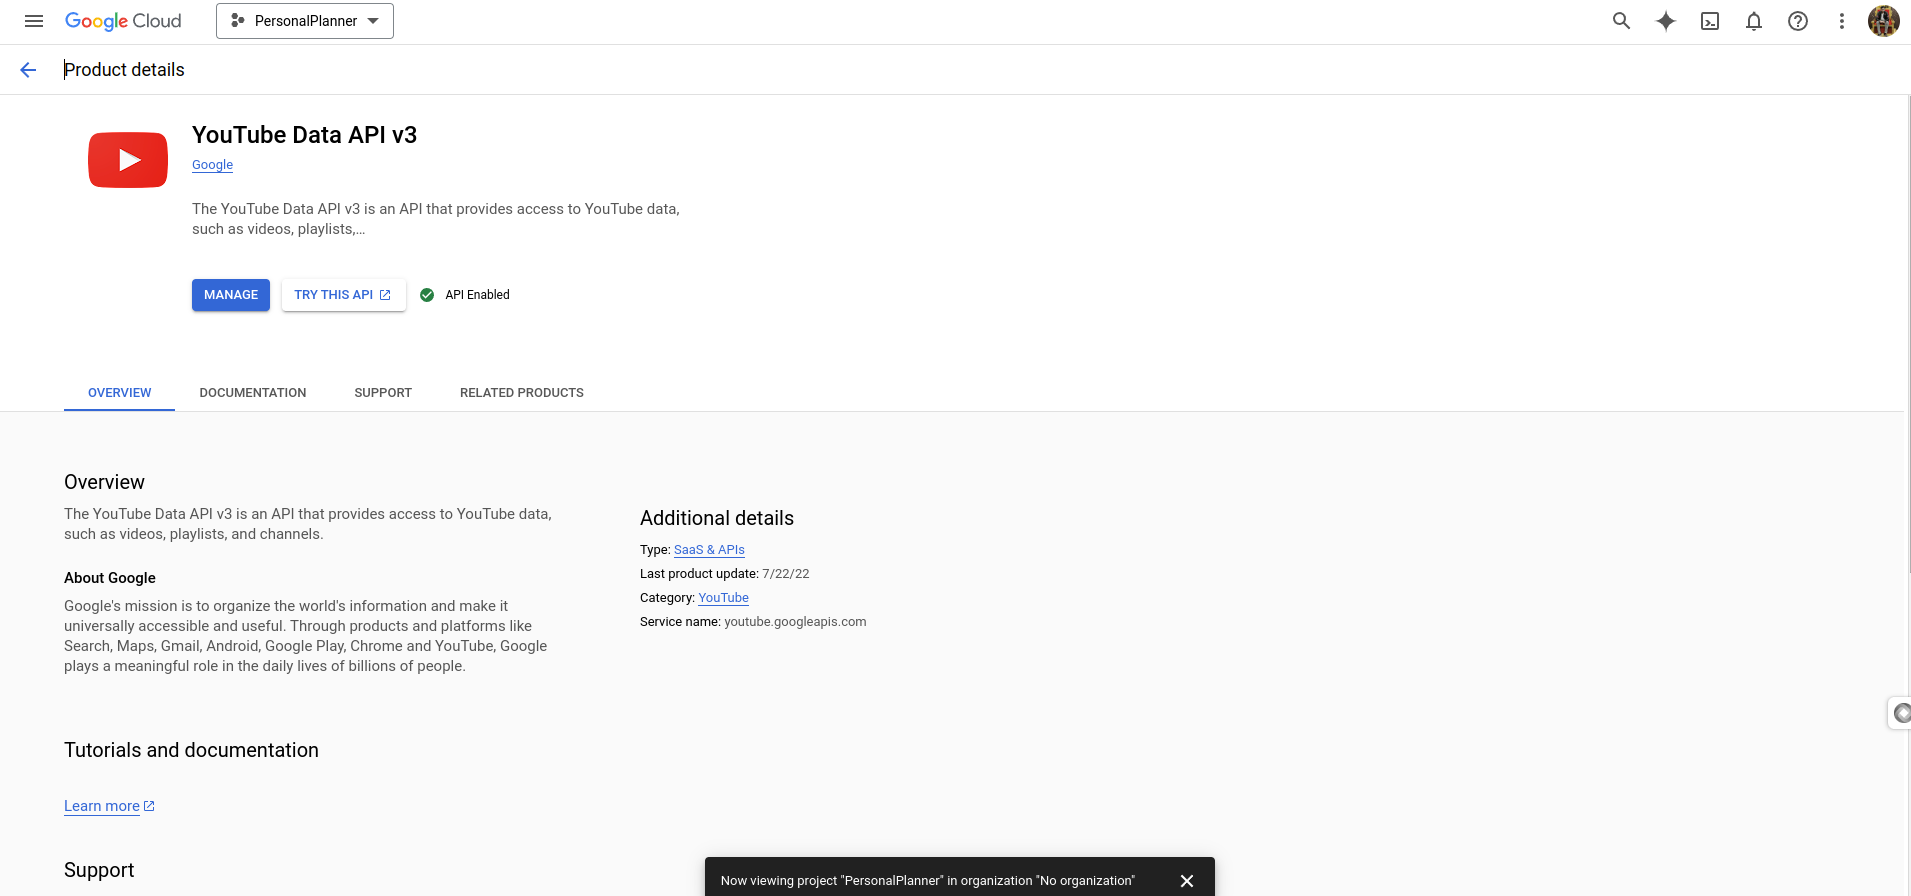 Google Cloud
PersonalPlanner
Product details
YouTube Data API v3
Google
The YouTube Data API v3 is an API that provides access to YouTube data,
such as videos, playlists,...
MANAGE
TRY THIS API
API Enabled
OVERVIEW
DOCUMENTATION
SUPPORT
RELATED PRODUCTS
Overview
The YouTube Data API v3 is an API that provides access to YouTube data,
such as videos, playlists, and channels.
About Google
Google's mission is to organize the world's information and make it
universally accessible and useful. Through products and platforms like
Search, Maps, Gmail, Android, Google Play, Chrome and YouTube, Google
plays a meaningful role in the daily lives of billions of people.
Additional details
Type: SaaS & APIs
Last product update: 7/22/22
Category: YouTube
Service name: youtube.googleapis.com
Tutorials and documentation
Learn more
Support
Now viewing project "PersonalPlanner" in organization "No organization"